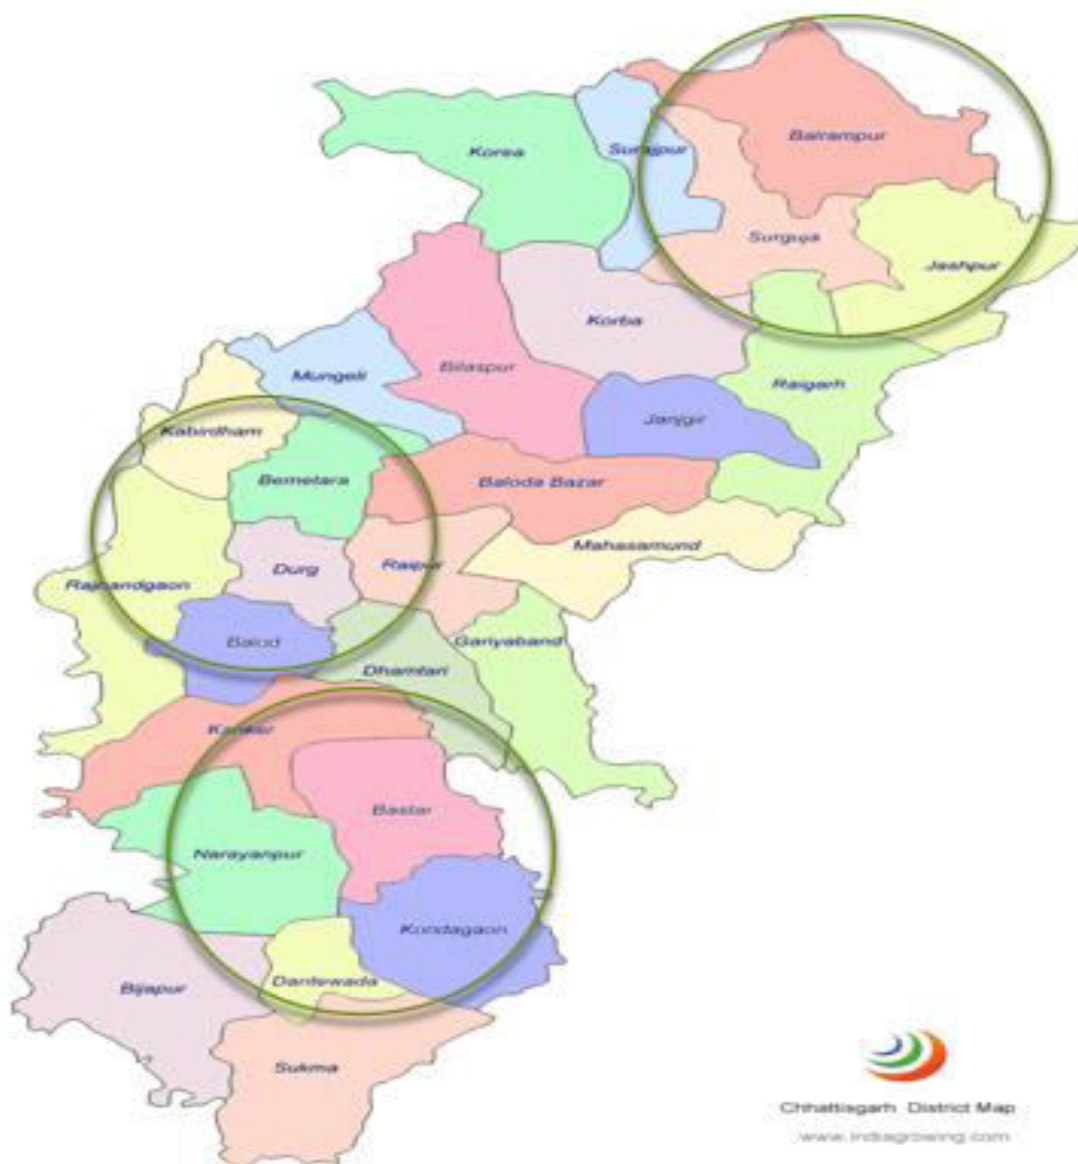 Balrampur
Korea
Surajpur
Surguja
Jashpur
Korba
Bilaspur
Mungeli
Raigarh
Janjgir
Kabirdham
Bemetara
Baloda Bazar
Mahasamund
Durg
Raipur
Rajnandgaon
Balod
Gariyaband
Dhamtari
Kanker
Bastar
Narayanpur
Kondagaon
Dantewada
Bijapur
Sukma
Chhattisgarh District Map
www.indiagrowing.com